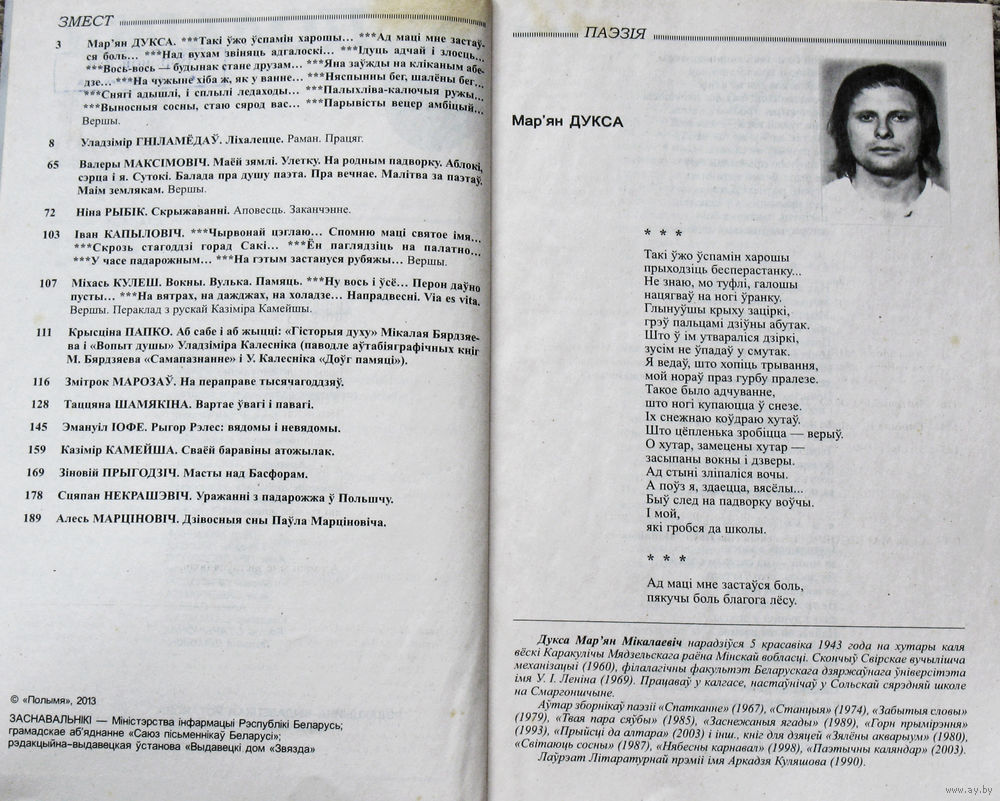 ЗМЕСТ
3 Мар'ян ДУКСА. ***Такі ўжо ўспамін харошы... ***Ад маці мне застаў-
ся боль... ***Над вухам звіняць адгалоскі... ***Ідуць адчай і злосць...
***Вось-вось — будынак стане друзам... ***Яна заўжды на кліканым абе-
дзе... ***На чужыне хіба ж, як у ванне... ***Няспынны бег, шалёны бег...
***Снягі адышлі, і сплылі ледаходы... ***Палыхліва-калючыя ружы...
***Выносныя сосны, стаю сярод вас... ***Парывісты вецер амбіцый...
Вершы.
8 Уладзімір ГНІЛАМЁДАЎ. Ліхалецце. Раман. Працяг.
65 Валеры МАКСІМОВІЧ. Маёй зямлі. Улетку. На родным падворку. Аблокі,
сэрца і я. Сутокі. Балада пра душу паэта. Пра вечнае. Малітва за паэтаў.
Маім землякам. Вершы.
72 Ніна РЫБІК. Скрыжаванні. Аповесць. Заканчэнне.
103 Іван КАПЫЛОВІЧ. ***Чырвонай цэглаю... Спомню маці святое імя...
***Скрозь стагоддзі горад Сакі... ***Ён паглядзіць на палатно...
***У часе падарожным... ***На гэтым застануся рубяжы... Вершы.
107 Міхась КУЛЕШ. Вокны. Вулька. Памяць. ***Ну вось і ўсё... Перон даўно
пусты... ***На вятрах, на дажджах, на холадзе... Напрадвесні. Via es vita.
Вершы. Пераклад з рускай Казіміра Камейшы.
111 Крысціна ПАПКО. Аб сабе і аб жыцці: «Гісторыя духу» Мікалая Бярдзяе-
ва і «Вопыт душы» Уладзіміра Калесніка (паводле аўтабіяграфічных кніг
М. Бярдзяева «Самапазнанне» і У. Калесніка «Доўг памяці»).
116 Змітрок МАРОЗАЎ. На пераправе тысячагоддзяў.
128 Таццяна ШАМЯКІНА. Вартае ўвагі і павагі.
145 Эмануіл ІОФЕ. Рыгор Рэлес: вядомы і невядомы.
159 Казімір КАМЕЙША. Сваёй баравіны атожылак.
169 Зіновій ПРЫГОДЗІЧ. Масты над Басфорам.
178 Сцяпан НЕКРАШЭВІЧ. Уражанні з падарожжа ў Польшчу.
189 Алесь МАРЦІНОВІЧ. Дзівосныя сны Паўла Марціновіча.
© «Полымя», 2013
ЗАСНАВАЛЬНІКІ — Міністэрства інфармацыі Рэспублікі Беларусь;
грамадскае аб'яднанне «Саюз пісьменнікаў Беларусі»;
рэдакцыйна-выдавецкая ўстанова «Выдавецкі дом «Звязда»
ПАЭЗІЯ
Мар'ян ДУКСА
* * *
Такі ўжо ўспамін харошы
прыходзіць бесперастанку...
Не знаю, мо туфлі, галошы
нацягваў на ногі ўранку.
Глынуўшы крыху зацiркі,
грэў пальцамі дзіўны абутак.
Што ў ім утвараліся дзіркі,
зусім не ўпадаў у смутак.
Я ведаў, што хопіць трывання,
мой нораў праз гурбу пралезе.
Такое было адчуванне,
што ногі купаюцца ў снезе.
Іх снежнаю коўдраю хутаў.
Што цёпленька зробіцца — верыў.
О хутар, замецены хутар —
засыпаны вокны і дзверы.
Ад стыні зліпаліся вочы.
А поўз я, здаецца, вясёлы...
Быў след на падворку воўчы.
І мой,
які гробся да школы.
* * *
Ад маці мне застаўся боль,
пякучы боль благога лёсу.
Дукса Мар'ян Мікалаевіч нарадзіўся 5 красавіка 1943 года на хутары каля
вёскі Каракулічы Мядзельскага раёна Мінскай вобласці. Скончыў Свірскае вучылішча
механізацыі (1960), філалагічны факультэт Беларускага дзяржаўнага ўніверсітэта
імя У. І. Леніна (1969). Працаваў у калгасе, настаўнічаў у Сольскай сярэдняй школе
на Смаргоншчыне.
Аўтар зборнікаў паэзіі «Спатканне» (1967), «Станцыя» (1974), «Забытыя словы»
(1979), «Твая пара сяўбы» (1985), «Заснежаныя ягады» (1989), «Горн прымірэння»
(1993), «Прыйсці да алтара» (2003) і інш., кніг для дзяцей «Зялёны акварыум» (1980),
«Світаюць сосны» (1987), «Нябесны карнавал» (1998), «Паэтычны каляндар» (2003).
Лаўрэат Літаратурнай прэміі імя Аркадзя Куляшова (1990).
www.ay.by